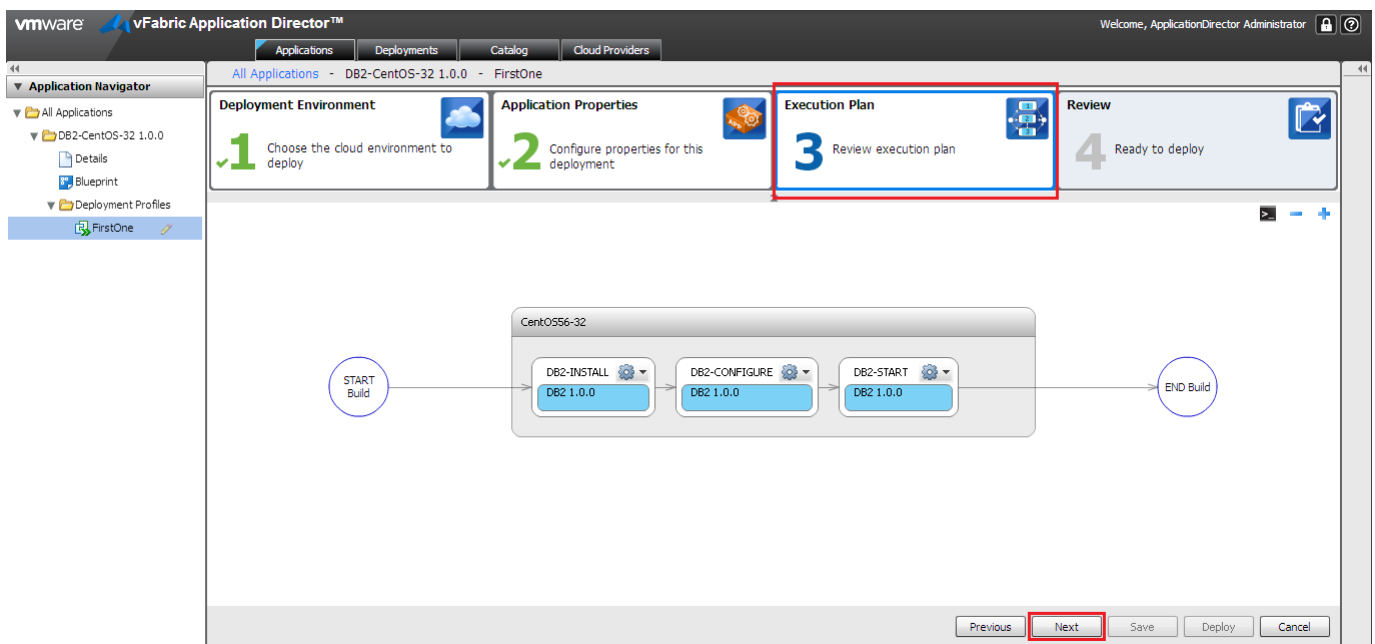 vmware vFabric Application Director™
Welcome, ApplicationDirector Administrator
Applications Deployments Catalog Cloud Providers
Application Navigator
All Applications - DB2-CentOS-32 1.0.0 - FirstOne
All Applications
DB2-CentOS-32 1.0.0
Details
Blueprint
Deployment Profiles
FirstOne
Deployment Environment
1
Choose the cloud environment to
deploy
Application Properties
2
Configure properties for this
deployment
Execution Plan
3
Review execution plan
Review
4
Ready to deploy
CentOS56-32
START
Build
DB2-INSTALL
DB2 1.0.0
DB2-CONFIGURE
DB2 1.0.0
DB2-START
DB2 1.0.0
END Build
Previous Next Save Deploy Cancel